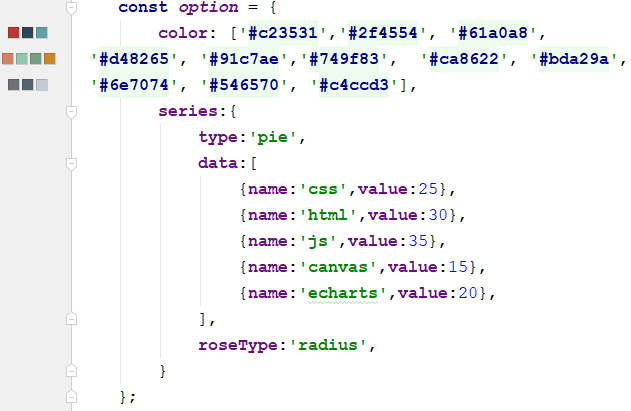 const option = {
color: ['#c23531','#2f4554', '#61a0a8',
'#d48265', '#91c7ae','#749f83',  '#ca8622', '#bda29a',
'#6e7074', '#546570', '#c4ccd3'],
series:{
type:'pie',
data:[
{name:'css',value:25},
{name:'html',value:30},
{name:'js',value:35},
{name:'canvas',value:15},
{name:'echarts',value:20},
],
roseType:'radius',
}
};